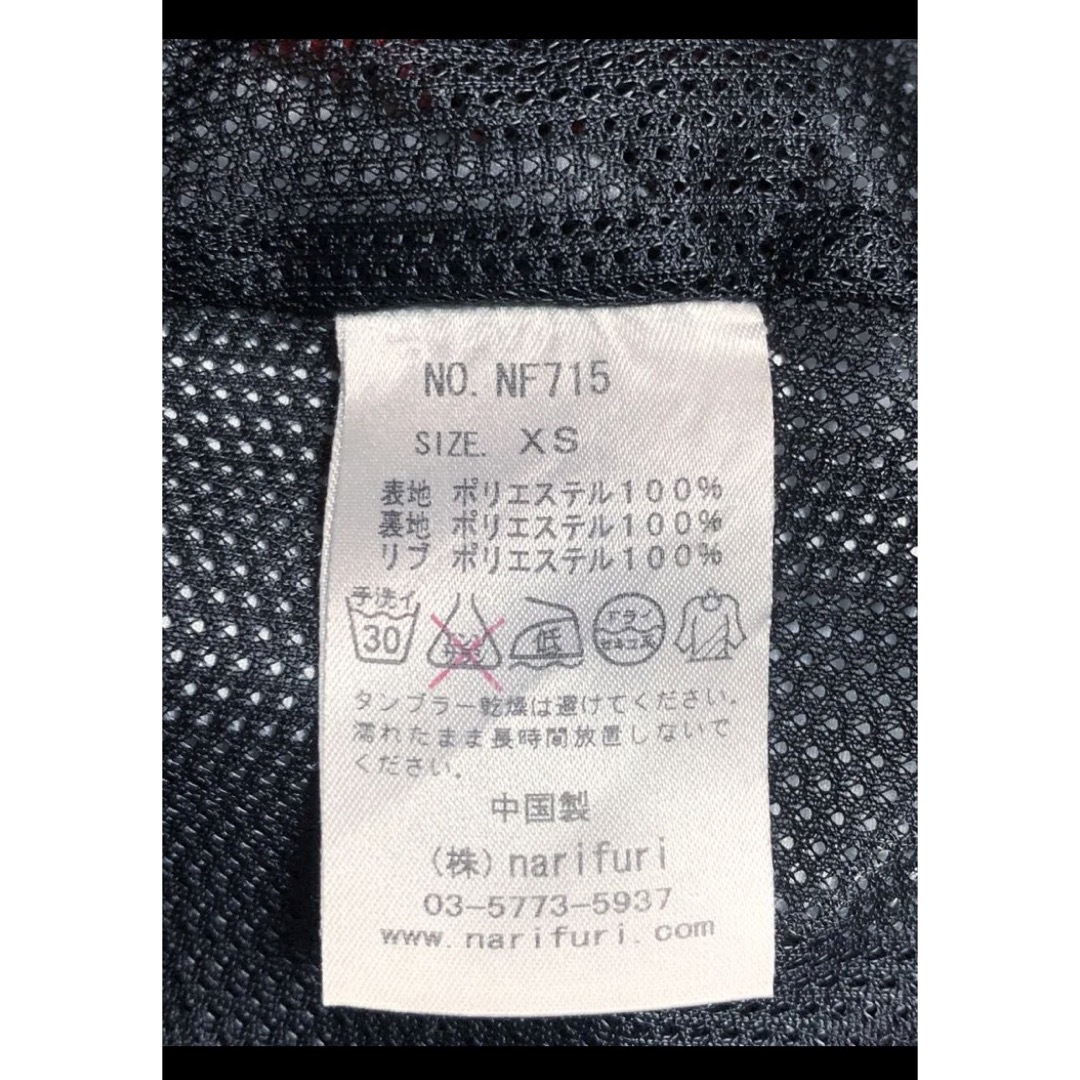 NO. NF715
SIZE. XS
表地 ポリエステル100%
裏地 ポリエステル100%
リブ ポリエステル100%
手洗イ
30
低
タンブラー乾燥は避けてください。
濡れたまま長時間放置しないで
ください。
中国製
(株) narifuri
03-5773-5937
www.narifuri.com